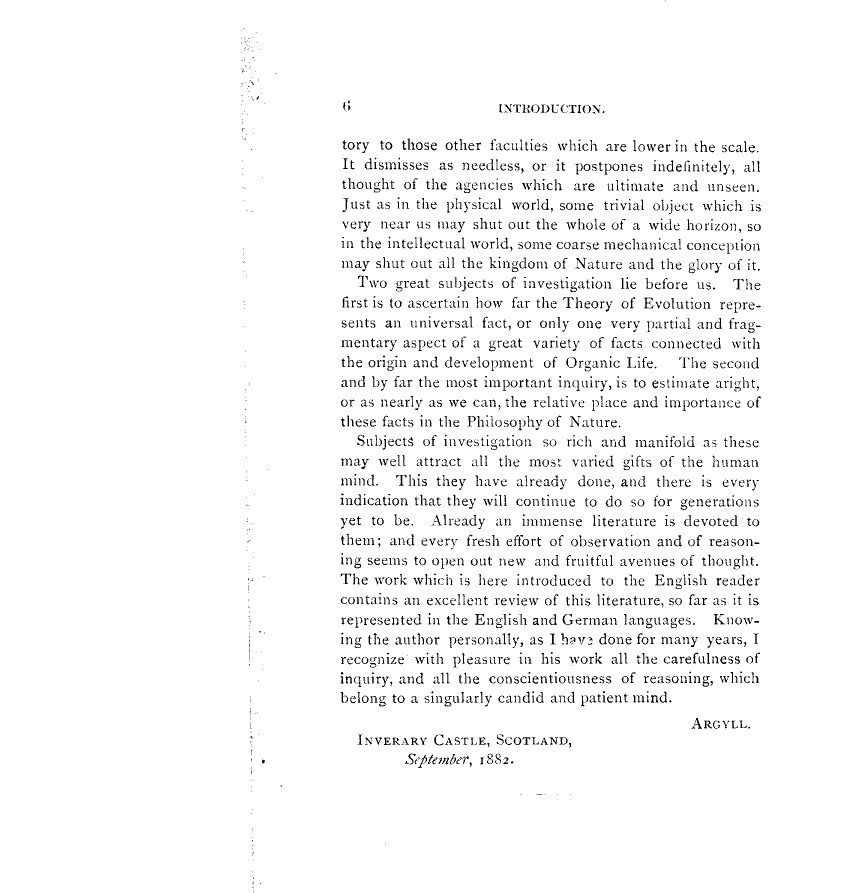 6 INTRODUCTION.
tory to those other faculties which are lower in the scale.
It dismisses as needless, or it postpones indefinitely, all
thought of the agencies which are ultimate and unseen.
Just as in the physical world, some trivial object which is
very near us may shut out the whole of a wide horizon, so
in the intellectual world, some coarse mechanical conception
may shut out all the kingdom of Nature and the glory of it.
Two great subjects of investigation lie before us. The
first is to ascertain how far the Theory of Evolution repre-
sents an universal fact, or only one very partial and frag-
mentary aspect of a great variety of facts connected with
the origin and development of Organic Life. The second
and by far the most important inquiry, is to estimate aright,
or as nearly as we can, the relative place and importance of
these facts in the Philosophy of Nature.
Subjects of investigation so rich and manifold as these
may well attract all the most varied gifts of the human
mind. This they have already done, and there is every
indication that they will continue to do so for generations
yet to be. Already an immense literature is devoted to
them; and every fresh effort of observation and of reason-
ing seems to open out new and fruitful avenues of thought.
The work which is here introduced to the English reader
contains an excellent review of this literature, so far as it is
represented in the English and German languages. Know-
ing the author personally, as I have done for many years, I
recognize with pleasure in his work all the carefulness of
inquiry, and all the conscientiousness of reasoning, which
belong to a singularly candid and patient mind.
ARGYLL.
INVERARY CASTLE, SCOTLAND,
September, 1882.